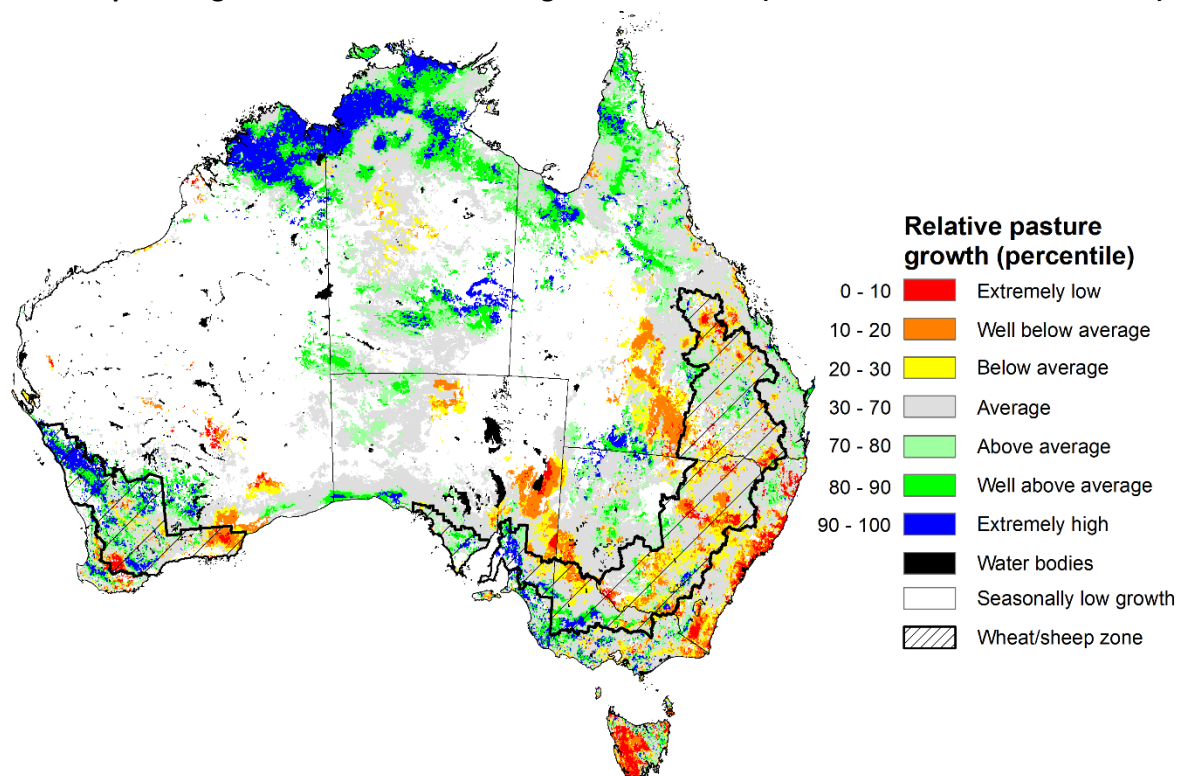 Relative pasture
growth (percentile)
0 - 10 Extremely low
10 - 20 Well below average
20 - 30 Below average
30 - 70 Average
70 - 80 Above average
80 - 90 Well above average
90 - 100 Extremely high
Water bodies
Seasonally low growth
Wheat/sheep zone